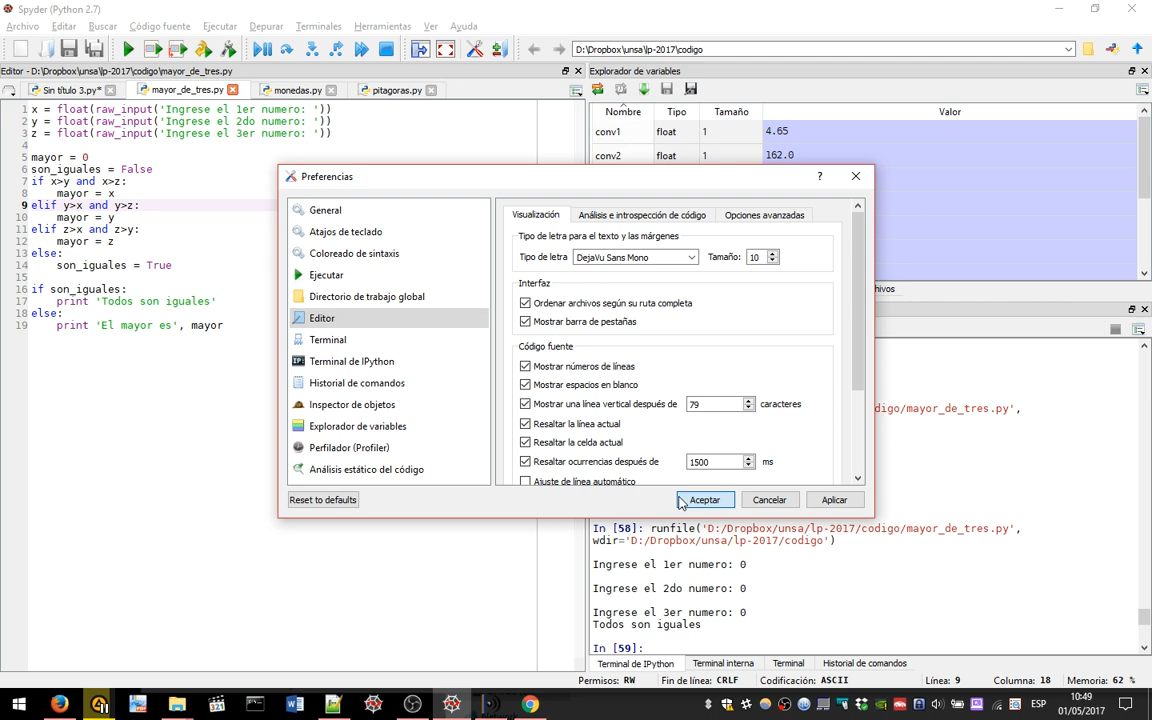 Spyder (Python 2.7)
Archivo Editar Buscar Código fuente Ejecutar Depurar Terminales Herramientas Ver Ayuda
D:\Dropbox\unsa\lp-2017\codigo
Editor - D:\Dropbox\unsa\lp-2017\codigo\mayor_de_tres.py
Explorador de variables
Sin título 3.py* mayor_de_tres.py monedas.py pitagoras.py
1 x = float(raw_input('Ingrese el 1er numero: '))
2 y = float(raw_input('Ingrese el 2do numero: '))
3 z = float(raw_input('Ingrese el 3er numero: '))
4
5 mayor = 0
6 son_iguales = False
7 if x>y and x>z:
8 mayor = x
9 elif y>x and y>z:
10 mayor = y
11 elif z>x and z>y:
12 mayor = z
13 else:
14 son_iguales = True
15
16 if son_iguales:
17 print 'Todos son iguales'
18 else:
19 print 'El mayor es', mayor
Nombre Tipo Tamaño Valor
conv1 float 1 4.65
conv2 float 1 162.0
Preferencias ?
General
Atajos de teclado
Coloreado de sintaxis
Ejecutar
Directorio de trabajo global
Editor
Terminal
Terminal de IPython
Historial de comandos
Inspector de objetos
Explorador de variables
Perfilador (Profiler)
Análisis estático del código
Visualización Análisis e introspección de código Opciones avanzadas
Tipo de letra para el texto y las márgenes
Tipo de letra DejaVu Sans Mono Tamaño: 10
Interfaz
Ordenar archivos según su ruta completa
Mostrar barra de pestañas
Código fuente
Mostrar números de líneas
Mostrar espacios en blanco
Mostrar una línea vertical después de 79 caracteres
Resaltar la línea actual
Resaltar la celda actual
Resaltar ocurrencias después de 1500 ms
Ajuste de línea automático
Reset to defaults Aceptar Cancelar Aplicar
hivos
digo/mayor_de_tres.py',
In [58]: runfile('D:/Dropbox/unsa/lp-2017/codigo/mayor_de_tres.py',
wdir='D:/Dropbox/unsa/lp-2017/codigo')
Ingrese el 1er numero: 0
Ingrese el 2do numero: 0
Ingrese el 3er numero: 0
Todos son iguales
In [59]:
Terminal de IPython Terminal interna Terminal Historial de comandos
Permisos: RW Fin de línea: CRLF Codificación: ASCII Línea: 9 Columna: 18 Memoria: 62 %
ESP
10:49
01/05/2017